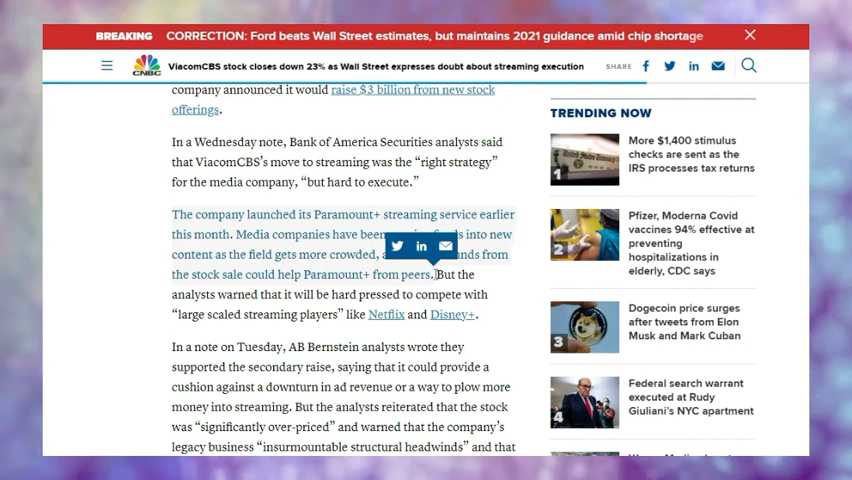 BREAKING CORRECTION: Ford beats Wall Street estimates, but maintains 2021 guidance amid chip shortage
CNBC
ViacomCBS stock closes down 23% as Wall Street expresses doubt about streaming execution
SHARE
company announced it would raise $3 billion from new stock
offerings.
In a Wednesday note, Bank of America Securities analysts said
that ViacomCBS's move to streaming was the “right strategy”
for the media company, “but hard to execute.”
The company launched its Paramount+ streaming service earlier
this month. Media companies have been into new
content as the field gets more crowded, from
the stock sale could help Paramount+ from peers. But the
analysts warned that it will be hard pressed to compete with
“large scaled streaming players” like Netflix and Disney+.
In a note on Tuesday, AB Bernstein analysts wrote they
supported the secondary raise, saying that it could provide a
cushion against a downturn in ad revenue or a way to plow more
money into streaming. But the analysts reiterated that the stock
was “significantly over-priced” and warned that the company's
legacy business “insurmountable structural headwinds” and that
TRENDING NOW
1
More $1,400 stimulus
checks are sent as the
IRS processes tax returns
2
Pfizer, Moderna Covid
vaccines 94% effective at
preventing
hospitalizations in
elderly, CDC says
3
Dogecoin price surges
after tweets from Elon
Musk and Mark Cuban
4
Federal search warrant
executed at Rudy
Giuliani's NYC apartment